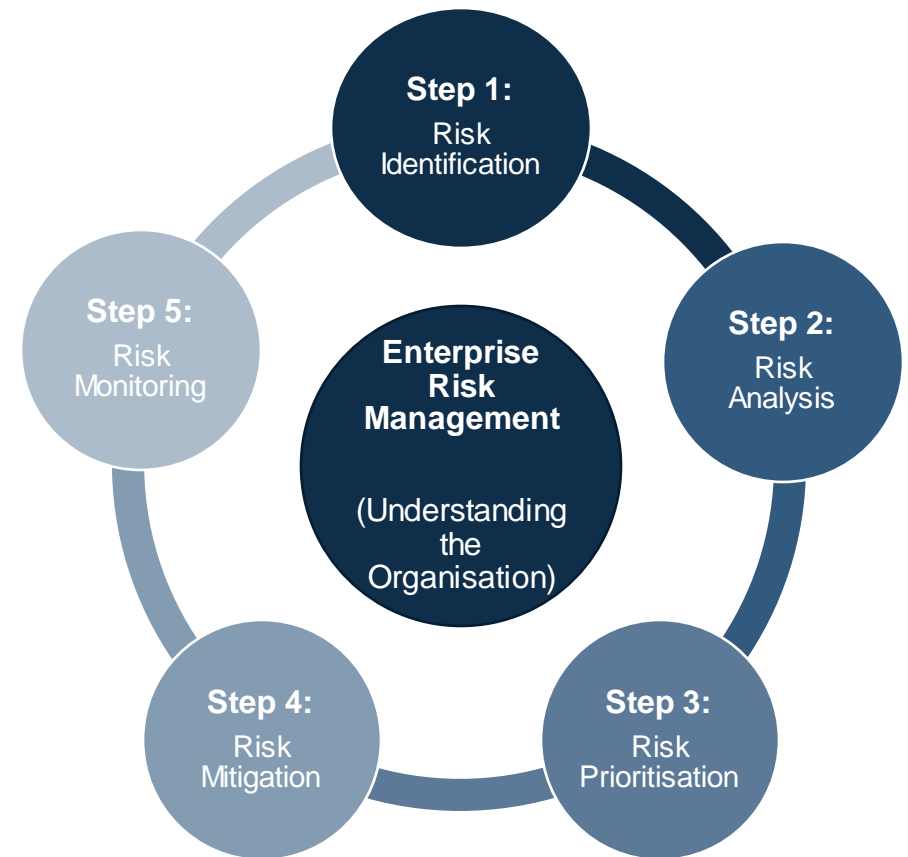 Step 1:
Risk
Identification
Step 2:
Risk
Analysis
Step 3:
Risk
Prioritisation
Step 4:
Risk
Mitigation
Step 5:
Risk
Monitoring
Enterprise
Risk
Management
(Understanding
the
Organisation)